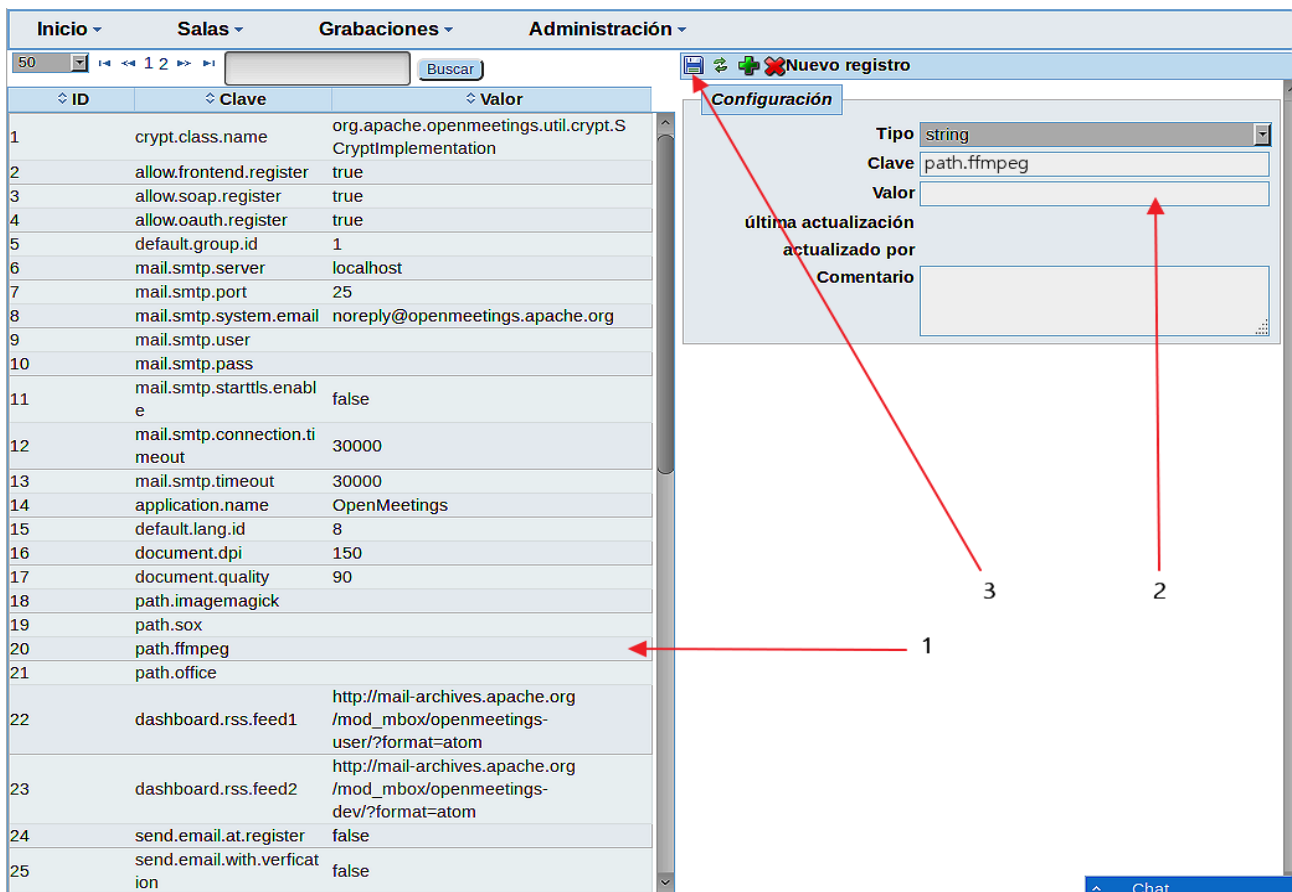 Inicio Salas Grabaciones Administración
50 1 2 Buscar
Nuevo registro
ID Clave Valor
1 crypt.class.name org.apache.openmeetings.util.crypt.S
CryptImplementation
2 allow.frontend.register true
3 allow.soap.register true
4 allow.oauth.register true
5 default.group.id 1
6 mail.smtp.server localhost
7 mail.smtp.port 25
8 mail.smtp.system.email noreply@openmeetings.apache.org
9 mail.smtp.user
10 mail.smtp.pass
11 mail.smtp.starttls.enabl
e false
12 mail.smtp.connection.ti
meout 30000
13 mail.smtp.timeout 30000
14 application.name OpenMeetings
15 default.lang.id 8
16 document.dpi 150
17 document.quality 90
18 path.imagemagick
19 path.sox
20 path.ffmpeg
21 path.office
22 dashboard.rss.feed1 http://mail-archives.apache.org
/mod_mbox/openmeetings-
user/?format=atom
23 dashboard.rss.feed2 http://mail-archives.apache.org
/mod_mbox/openmeetings-
dev/?format=atom
24 send.email.at.register false
25 send.email.with.verficat
ion false
Configuración
Tipo string
Clave path.ffmpeg
Valor
última actualización
actualizado por
Comentario
3
2
1
Chat